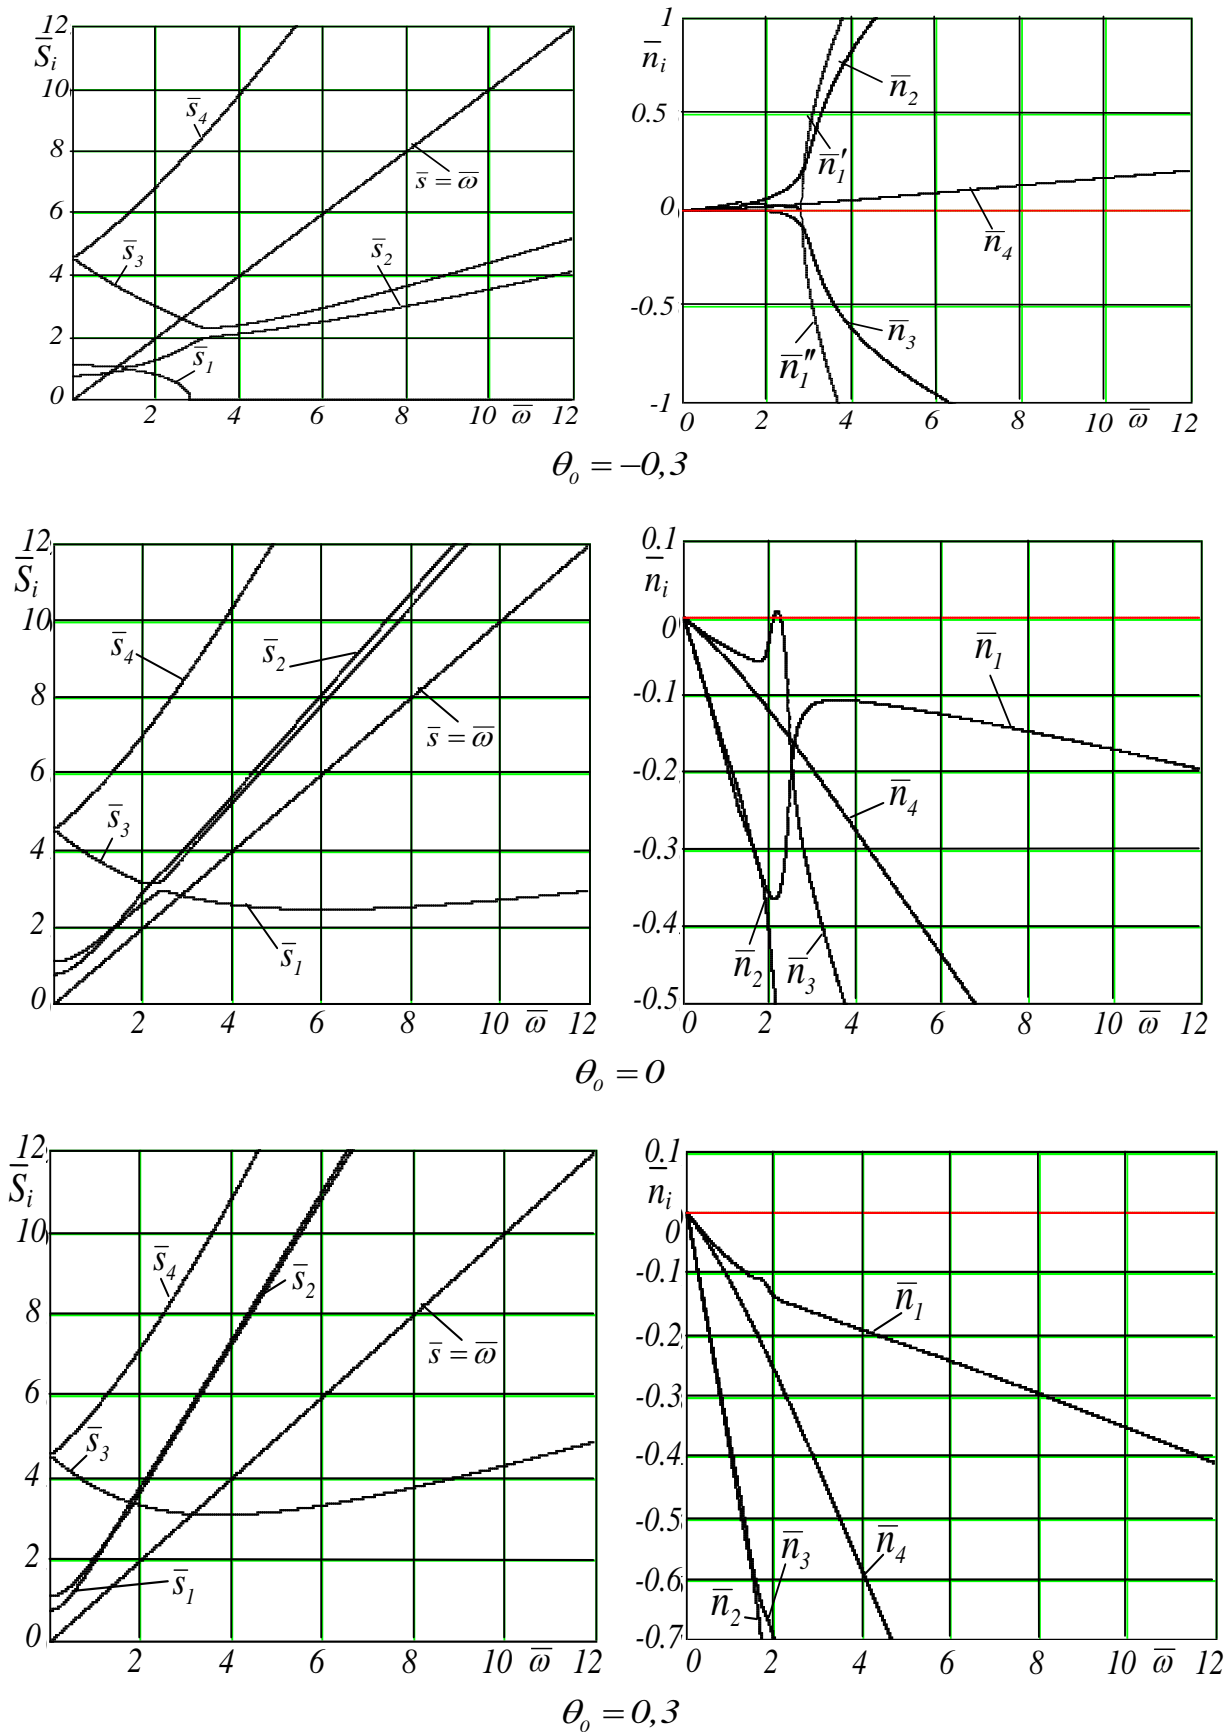 12
S̅ᵢ
10
8
6
4
2
0
s̅₄
s̅₃
s̅₂
s̅₁
s̅ = ω̅
2 4 6 8 10 ω̅ 12
1
n̅ᵢ
0.5
0
-0.5
-1
n̅₂
n̅₁′
n̅₄
n̅₃
n̅₁″
0 2 4 6 8 10 ω̅ 12
θₒ = −0,3
12
S̅ᵢ
10
8
6
4
2
0
s̅₄
s̅₂
s̅ = ω̅
s̅₃
s̅₁
2 4 6 8 10 ω̅ 12
0.1
n̅ᵢ
0
-0.1
-0.2
-0.3
-0.4
-0.5
n̅₁
n̅₄
n̅₂
n̅₃
0 2 4 6 8 10 ω̅ 12
θₒ = 0
12
S̅ᵢ
10
8
6
4
2
0
s̅₄
s̅₂
s̅ = ω̅
s̅₃
s̅₁
2 4 6 8 10 ω̅ 12
0.1
n̅ᵢ
0
-0.1
-0.2
-0.3
-0.4
-0.5
-0.6
-0.7
n̅₁
n̅₃
n̅₄
n̅₂
0 2 4 6 8 10 ω̅ 12
θₒ = 0,3